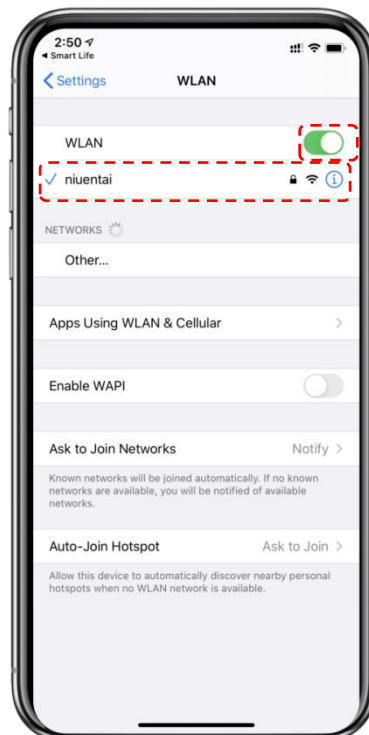 2:50
Smart Life
Settings
WLAN
WLAN
niuentai
NETWORKS
Other...
Apps Using WLAN & Cellular
Enable WAPI
Ask to Join Networks Notify
Known networks will be joined automatically. If no known
networks are available, you will be notified of available
networks.
Auto-Join Hotspot Ask to Join
Allow this device to automatically discover nearby personal
hotspots when no WLAN network is available.